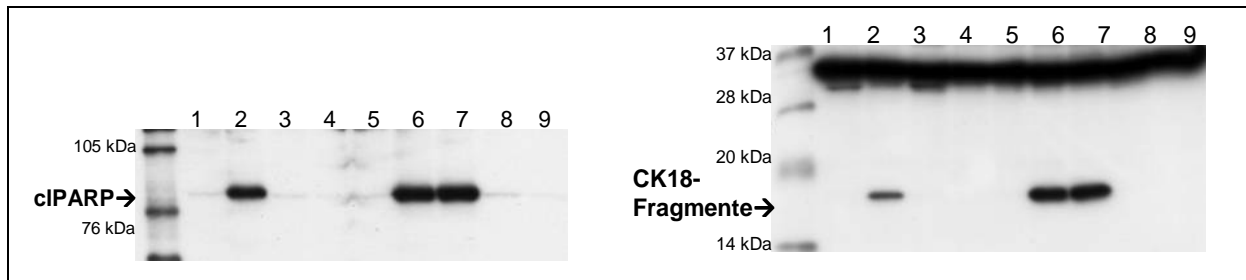 1 2 3 4 5 6 7 8 9
105 kDa
clPARP→
76 kDa
1 2 3 4 5 6 7 8 9
37 kDa
28 kDa
20 kDa
CK18-
Fragmente→
14 kDa